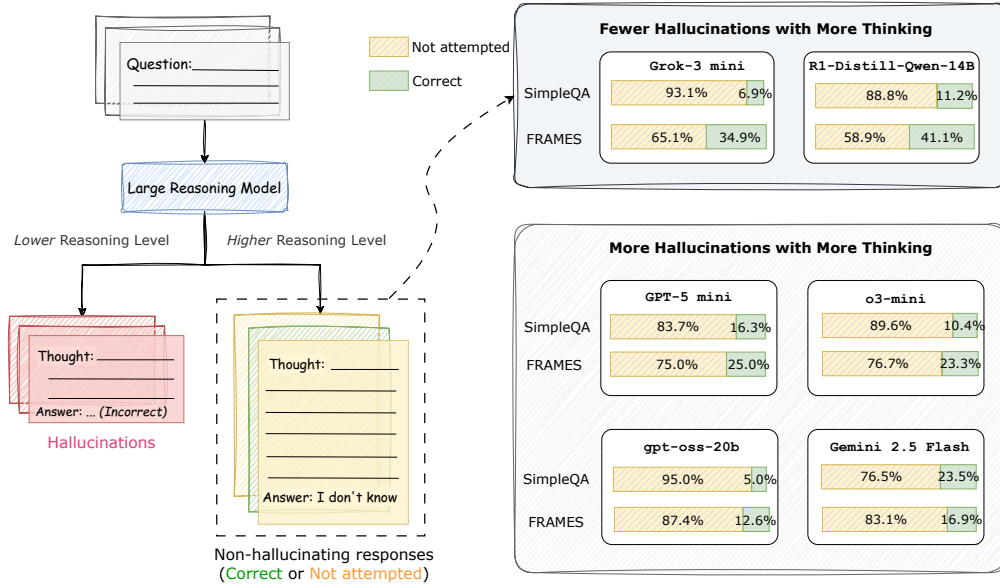 Question:
Large Reasoning Model
Lower Reasoning Level
Higher Reasoning Level
Thought:
Answer: ... (Incorrect)
Hallucinations
Thought:
Answer: I don't know
Non-hallucinating responses
(Correct or Not attempted)
Not attempted
Correct
Fewer Hallucinations with More Thinking
Grok-3 mini
R1-Distill-Qwen-14B
SimpleQA
93.1%
6.9%
88.8%
11.2%
FRAMES
65.1%
34.9%
58.9%
41.1%
More Hallucinations with More Thinking
GPT-5 mini
o3-mini
SimpleQA
83.7%
16.3%
89.6%
10.4%
FRAMES
75.0%
25.0%
76.7%
23.3%
gpt-oss-20b
Gemini 2.5 Flash
SimpleQA
95.0%
5.0%
76.5%
23.5%
FRAMES
87.4%
12.6%
83.1%
16.9%